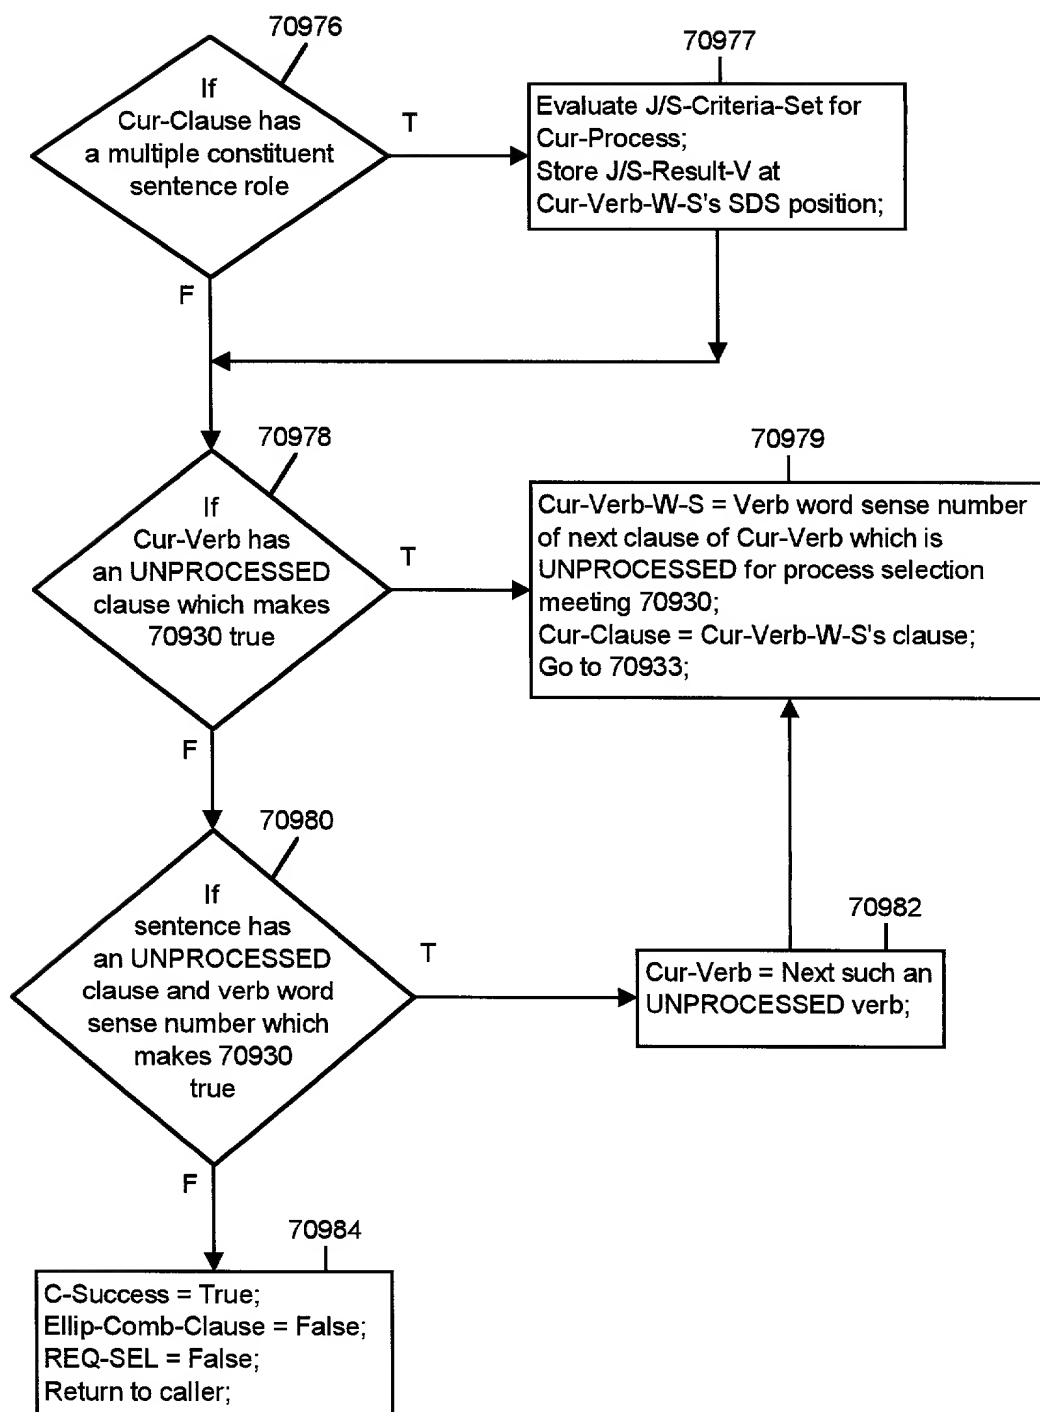 70976
If
Cur-Clause has
a multiple constituent
sentence role
T
F
70977
Evaluate J/S-Criteria-Set for
Cur-Process;
Store J/S-Result-V at
Cur-Verb-W-S's SDS position;
70978
If
Cur-Verb has
an UNPROCESSED
clause which makes
70930 true
T
F
70979
Cur-Verb-W-S = Verb word sense number
of next clause of Cur-Verb which is
UNPROCESSED for process selection
meeting 70930;
Cur-Clause = Cur-Verb-W-S's clause;
Go to 70933;
70980
If
sentence has
an UNPROCESSED
clause and verb word
sense number which
makes 70930
true
T
F
70982
Cur-Verb = Next such an
UNPROCESSED verb;
70984
C-Success = True;
Ellip-Comb-Clause = False;
REQ-SEL = False;
Return to caller;